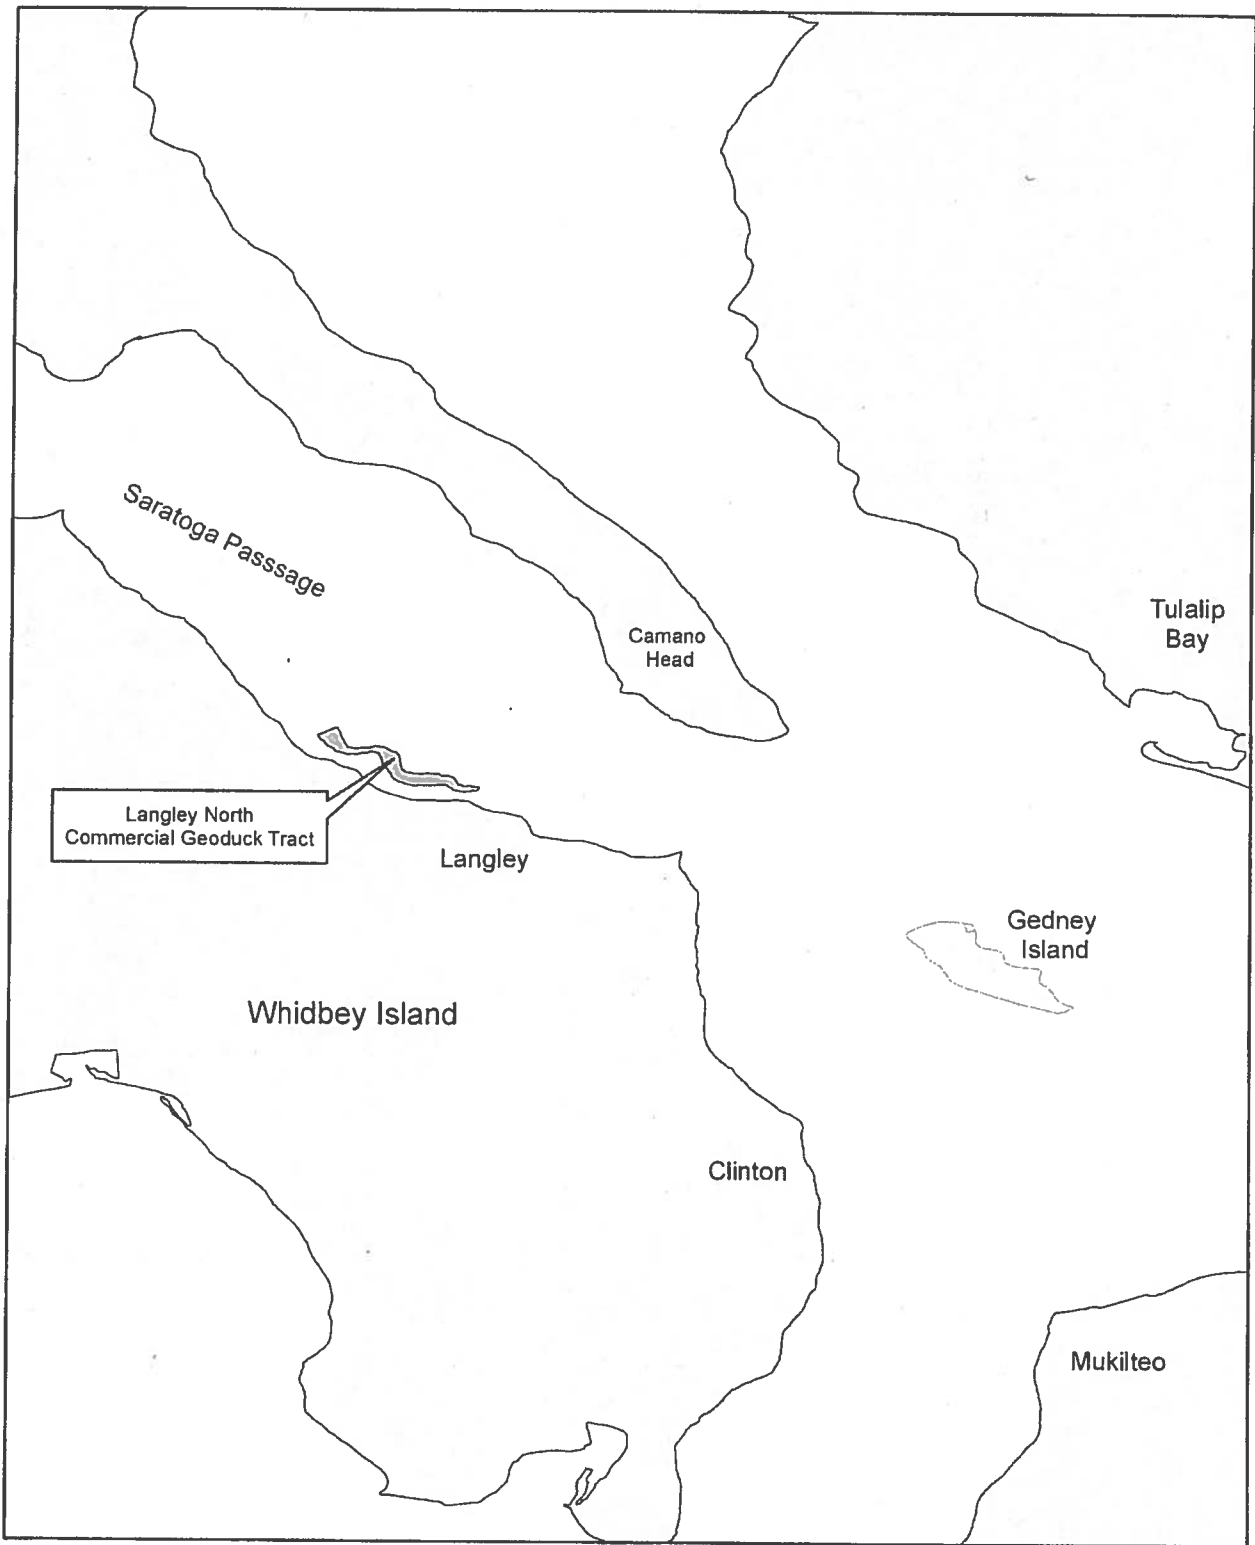 Saratoga Passsage
Camano
Head
Tulalip
Bay
Langley North
Commercial Geoduck Tract
Langley
Gedney
Island
Whidbey Island
Clinton
Mukilteo